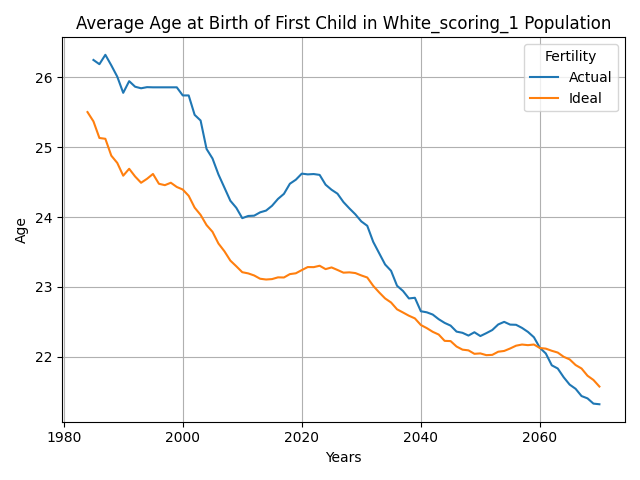 Average Age at Birth of First Child in White_scoring_1 Population
Fertility
Actual
Ideal
26
25
24
23
22
Age
1980
2000
2020
2040
2060
Years